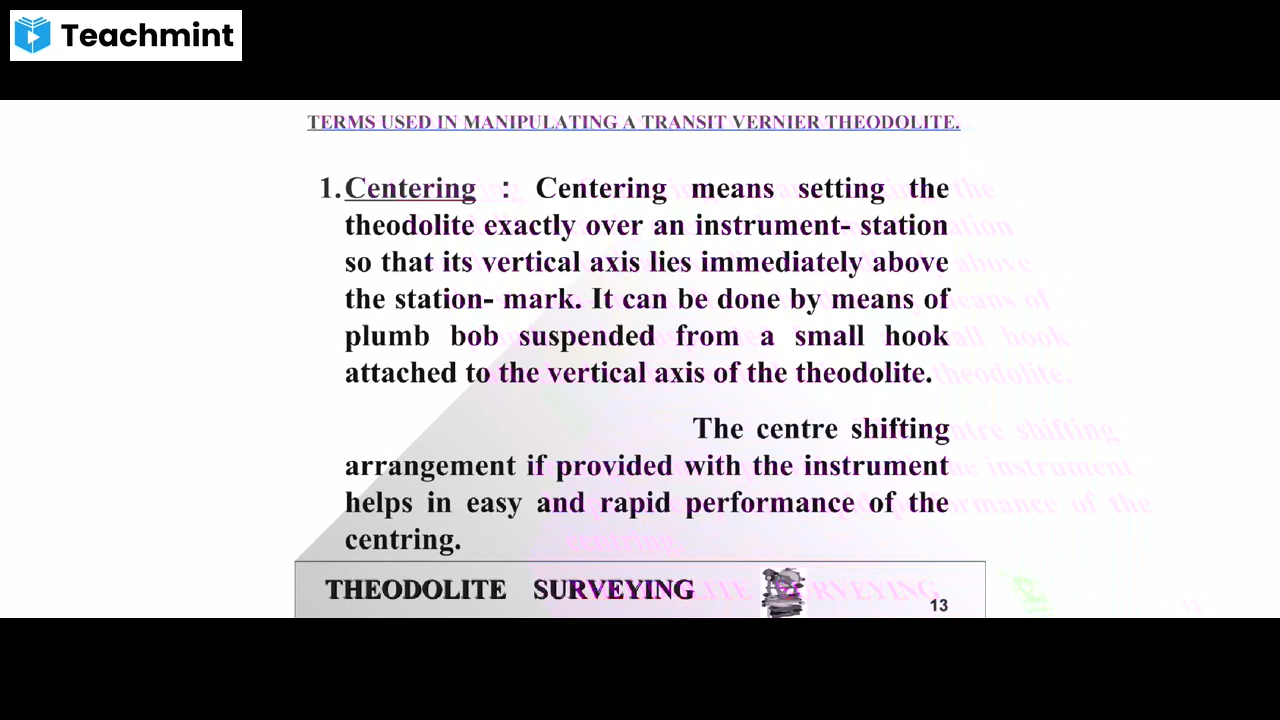 Teachmint
TERMS USED IN MANIPULATING A TRANSIT VERNIER THEODOLITE.
1. Centering : Centering means setting the
theodolite exactly over an instrument- station
so that its vertical axis lies immediately above
the station- mark. It can be done by means of
plumb bob suspended from a small hook
attached to the vertical axis of the theodolite.
The centre shifting
arrangement if provided with the instrument
helps in easy and rapid performance of the
centring.
THEODOLITE SURVEYING
13